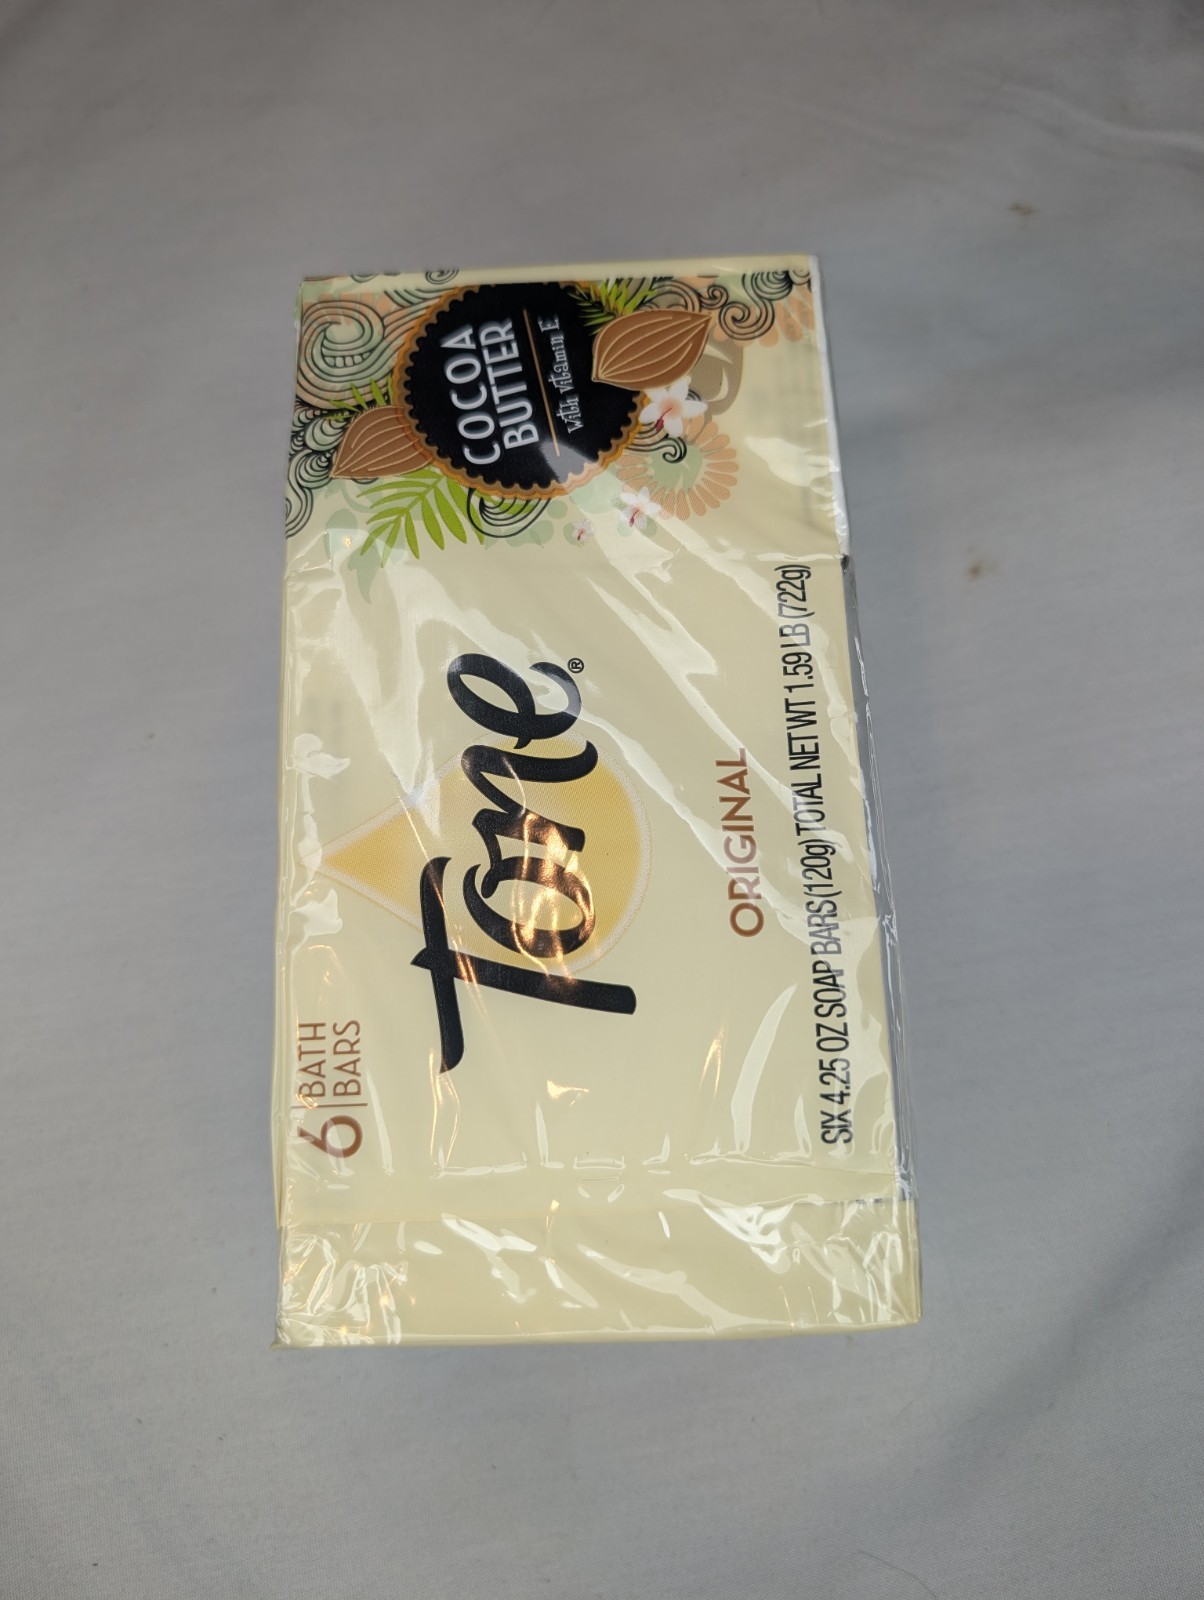 6 BATH
BARS
Tone®
ORIGINAL
COCOA
BUTTER
With Vitamin E
SIX 4.25 OZ SOAP BARS (120g) TOTAL NET WT 1.59 LB (722g)